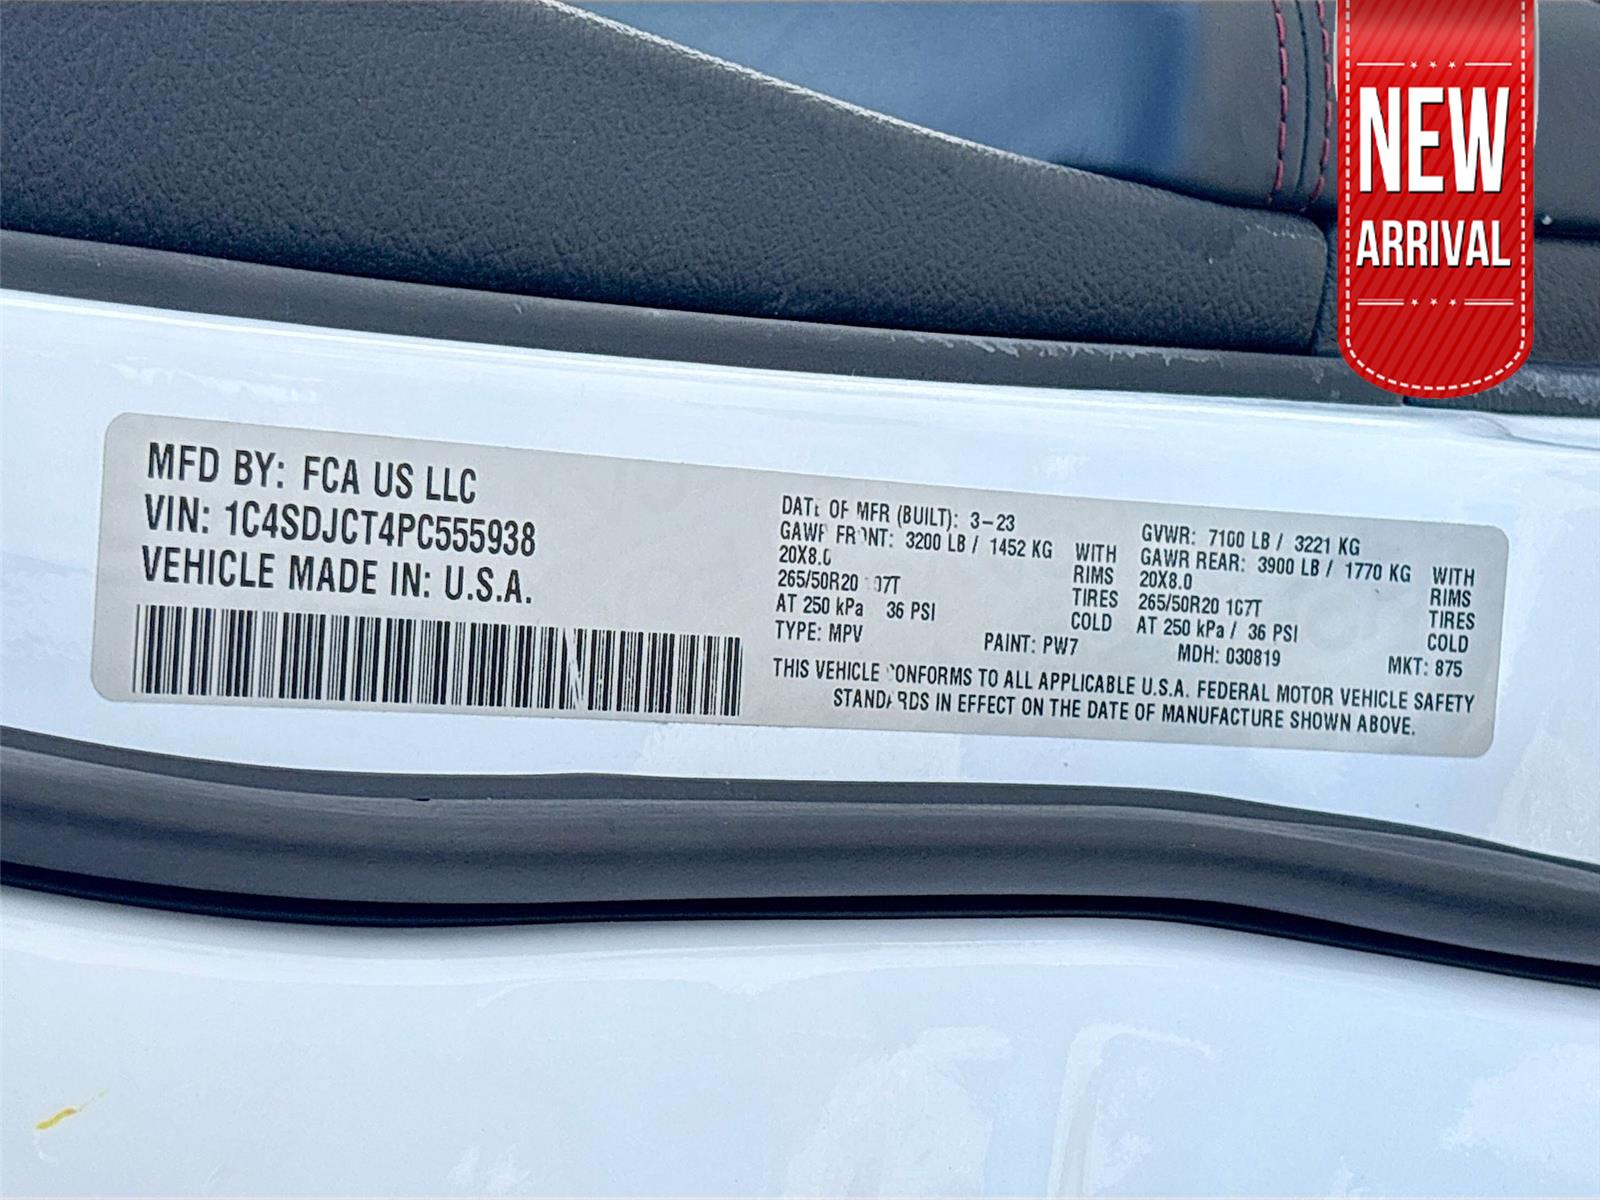 NEW
ARRIVAL
MFD BY: FCA US LLC
VIN: 1C4SDJCT4PC555938
VEHICLE MADE IN: U.S.A.
DATE OF MFR (BUILT): 3-23
GAWR FRONT: 3200 LB / 1452 KG WITH
20X8.0 RIMS
265/50R20 107T TIRES
AT 250 kPa 36 PSI COLD
TYPE: MPV PAINT: PW7
GVWR: 7100 LB / 3221 KG
GAWR REAR: 3900 LB / 1770 KG WITH
20X8.0 RIMS
265/50R20 107T TIRES
AT 250 kPa / 36 PSI COLD
MDH: 030819 MKT: 875
THIS VEHICLE CONFORMS TO ALL APPLICABLE U.S.A. FEDERAL MOTOR VEHICLE SAFETY
STANDARDS IN EFFECT ON THE DATE OF MANUFACTURE SHOWN ABOVE.